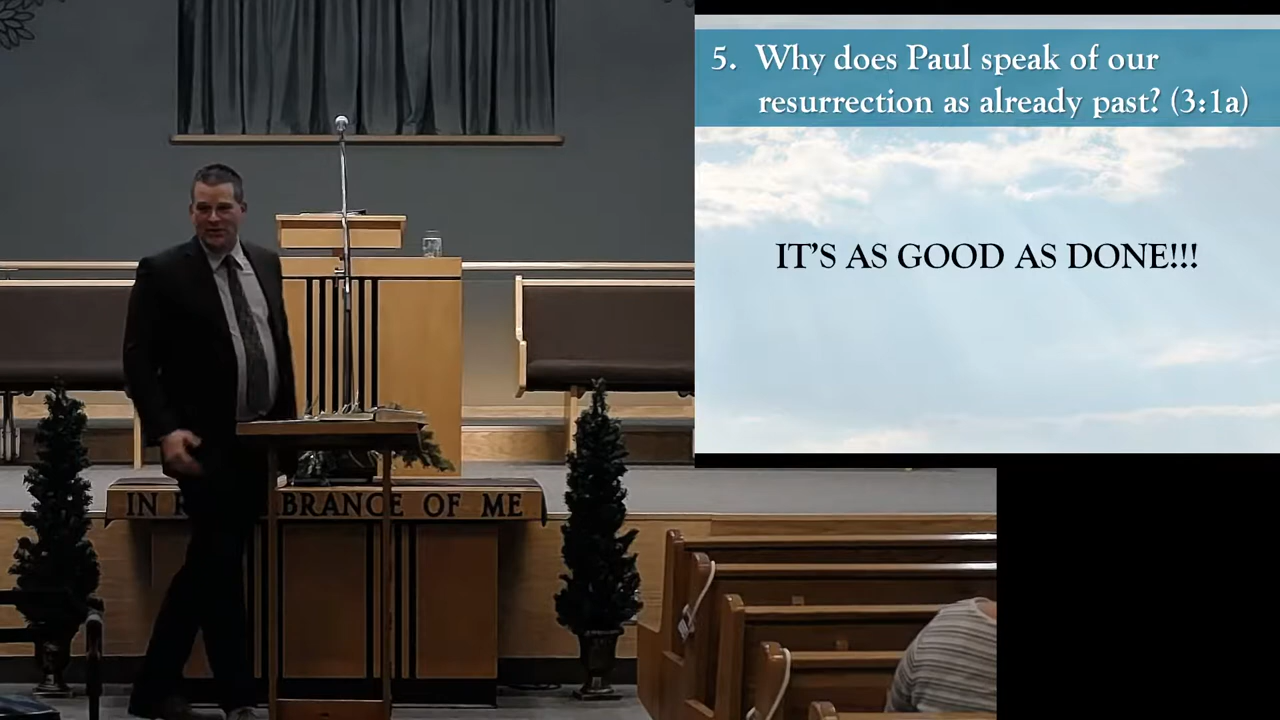 5. Why does Paul speak of our
resurrection as already past? (3:1a)
IT'S AS GOOD AS DONE!!!
IN R BRANCE OF ME